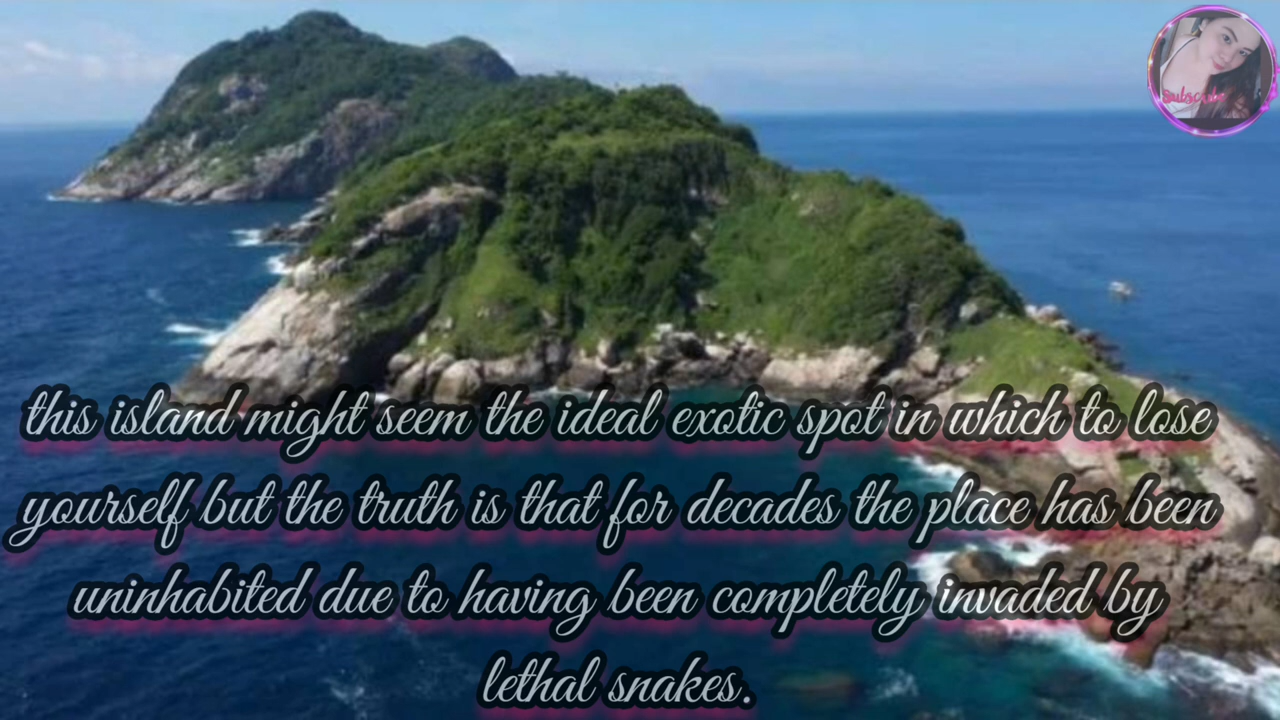 Subscribe
this island might seem the ideal exotic spot in which to lose
yourself but the truth is that for decades the place has been
uninhabited due to having been completely invaded by
lethal snakes.